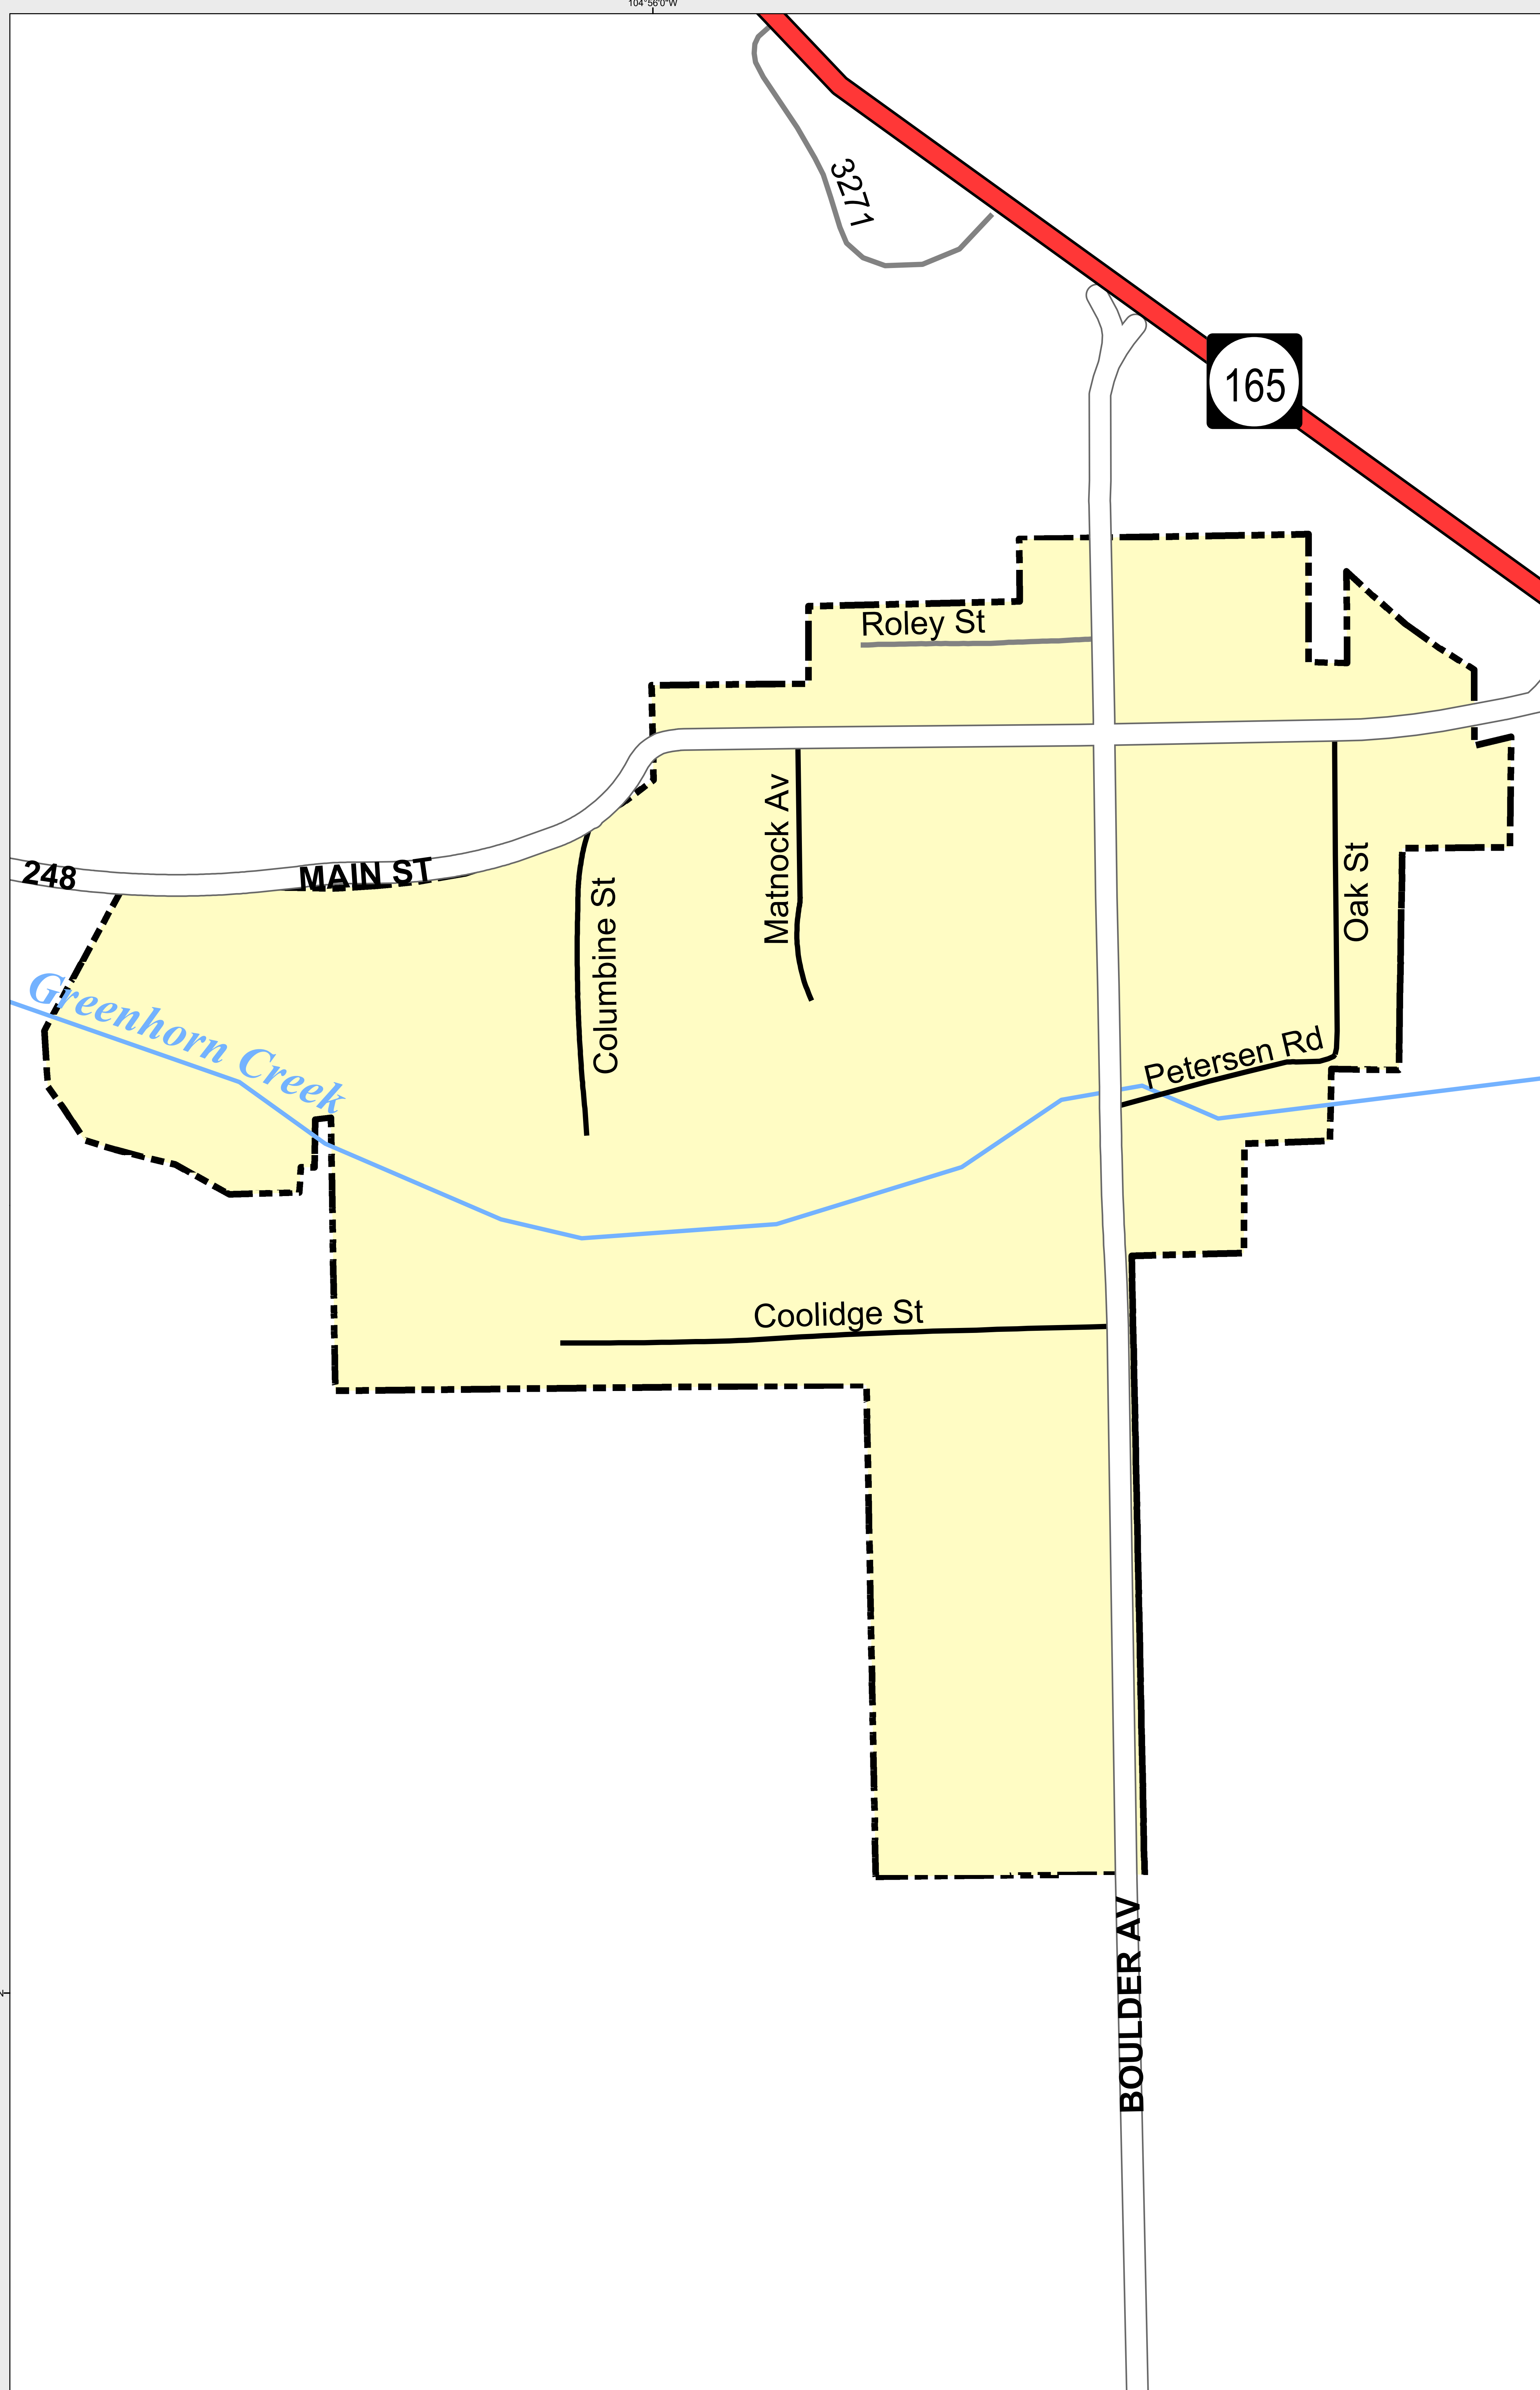 104°56'0"W
3271
165
Roley St
Matnock Av
248
MAIN ST
Columbine St
Oak St
Greenhorn Creek
Petersen Rd
Coolidge St
BOULDER AV